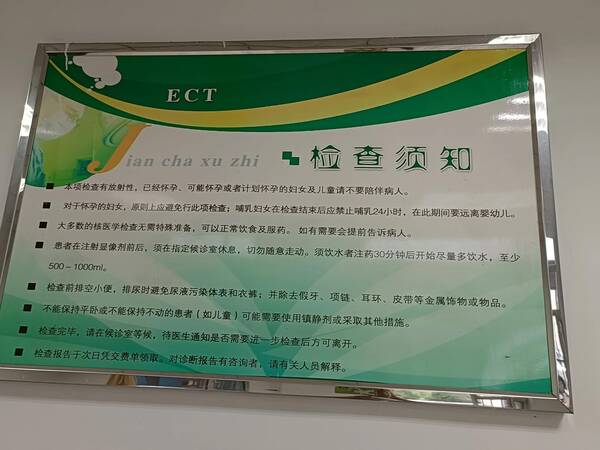 ECT
Jian cha xu zhi
检查须知
■ 本项检查有放射性，已经怀孕、可能怀孕或者计划怀孕的妇女及儿童请不要陪伴病人。
■ 对于怀孕的妇女，原则上应避免行此项检查；哺乳妇女在检查结束后应禁止哺乳24小时，在此期间要远离婴幼儿。
■ 大多数的核医学检查无需特殊准备，可以正常饮食及服药。如有需要会提前告诉病人。
■ 患者在注射显像剂前后，须在指定候诊室休息，切勿随意走动。须饮水者注药30分钟后开始尽量多饮水，至少
500－1000ml。
■ 检查前排空小便，排尿时避免尿液污染体表和衣裤；并除去假牙、项链、耳环、皮带等金属饰物或物品。
■ 不能保持平卧或不能保持不动的患者（如儿童）可能需要使用镇静剂或采取其他措施。
■ 检查完毕，请在候诊室等候，待医生通知是否需要进一步检查后方可离开。
■ 检查报告于次日凭交费单领取。对诊断报告有咨询者，请有关人员解释。